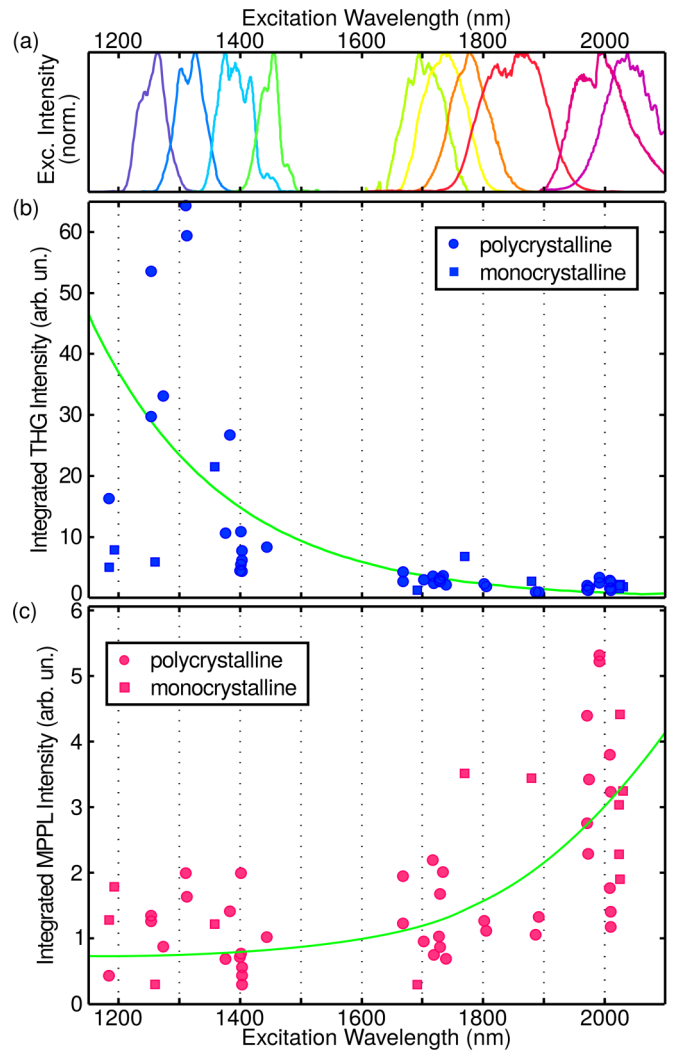 Excitation Wavelength (nm)
1200 1400 1600 1800 2000
(a)
Exc. Intensity
(norm.)
(b)
Integrated THG Intensity (arb. un.)
60
50
40
30
20
10
0
polycrystalline
monocrystalline
(c)
Integrated MPPL Intensity (arb. un.)
6
5
4
3
2
1
0
polycrystalline
monocrystalline
1200 1400 1600 1800 2000
Excitation Wavelength (nm)